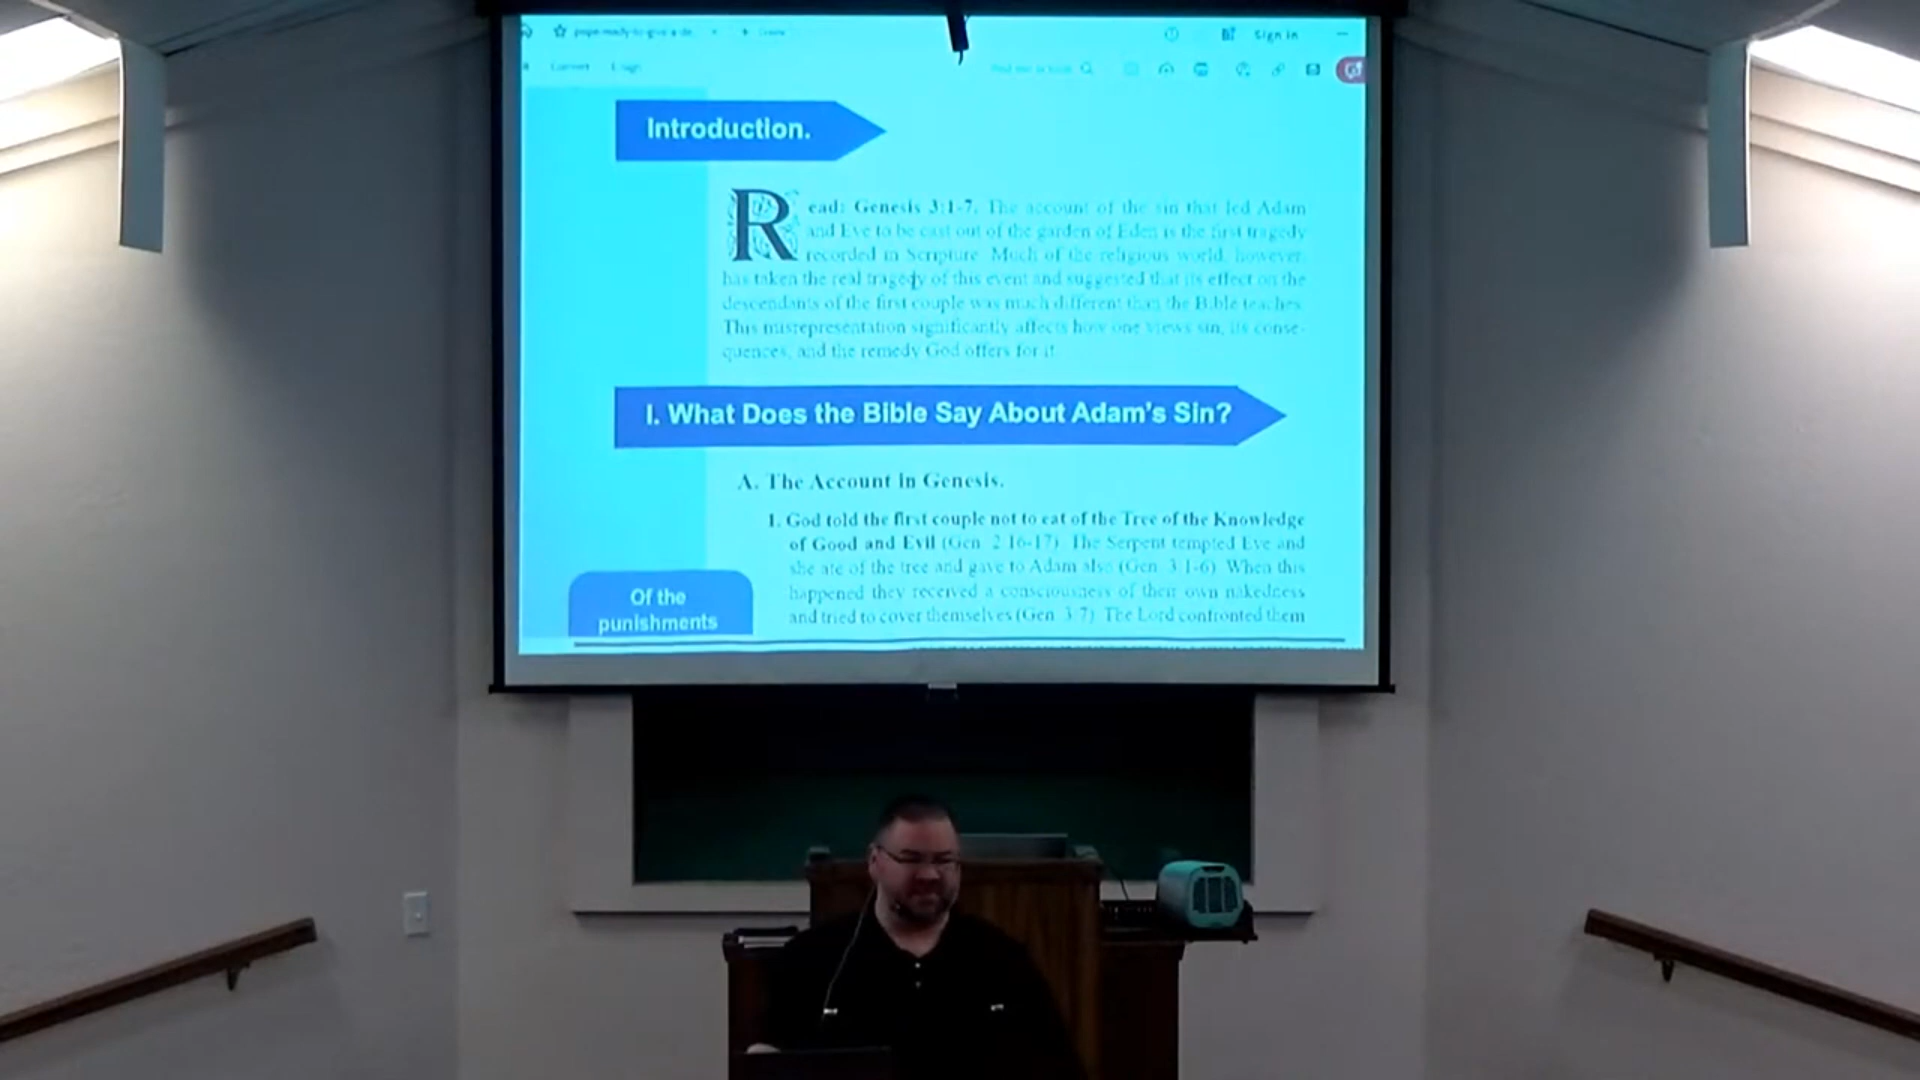 Sign in
Convert E-Sign
Introduction.
Read: Genesis 3:1-7. The account of the sin that led Adam
and Eve to be cast out of the garden of Eden is the first tragedy
recorded in Scripture. Much of the religious world, however,
has taken the real tragedy of this event and suggested that its effect on the
descendants of the first couple was much different than the Bible teaches.
This misrepresentation significantly affects how one views sin, its conse-
quences, and the remedy God offers for it.
I. What Does the Bible Say About Adam's Sin?
A. The Account in Genesis.
1. God told the first couple not to eat of the Tree of the Knowledge
of Good and Evil (Gen. 2:16-17). The Serpent tempted Eve and
she ate of the tree and gave to Adam also (Gen. 3:1-6). When this
happened they received a consciousness of their own nakedness
and tried to cover themselves (Gen. 3:7). The Lord confronted them
Of the
punishments